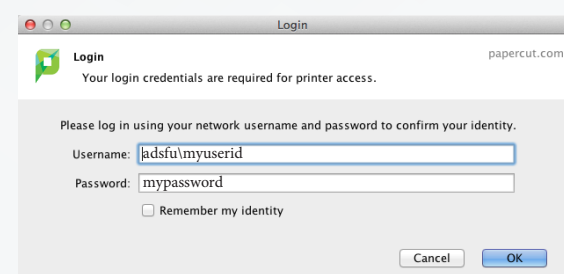 Login
Login
papercut.com
Your login credentials are required for printer access.
Please log in using your network username and password to confirm your identity.
Username: adsfu\myuserid
Password: mypassword
Remember my identity
Cancel OK